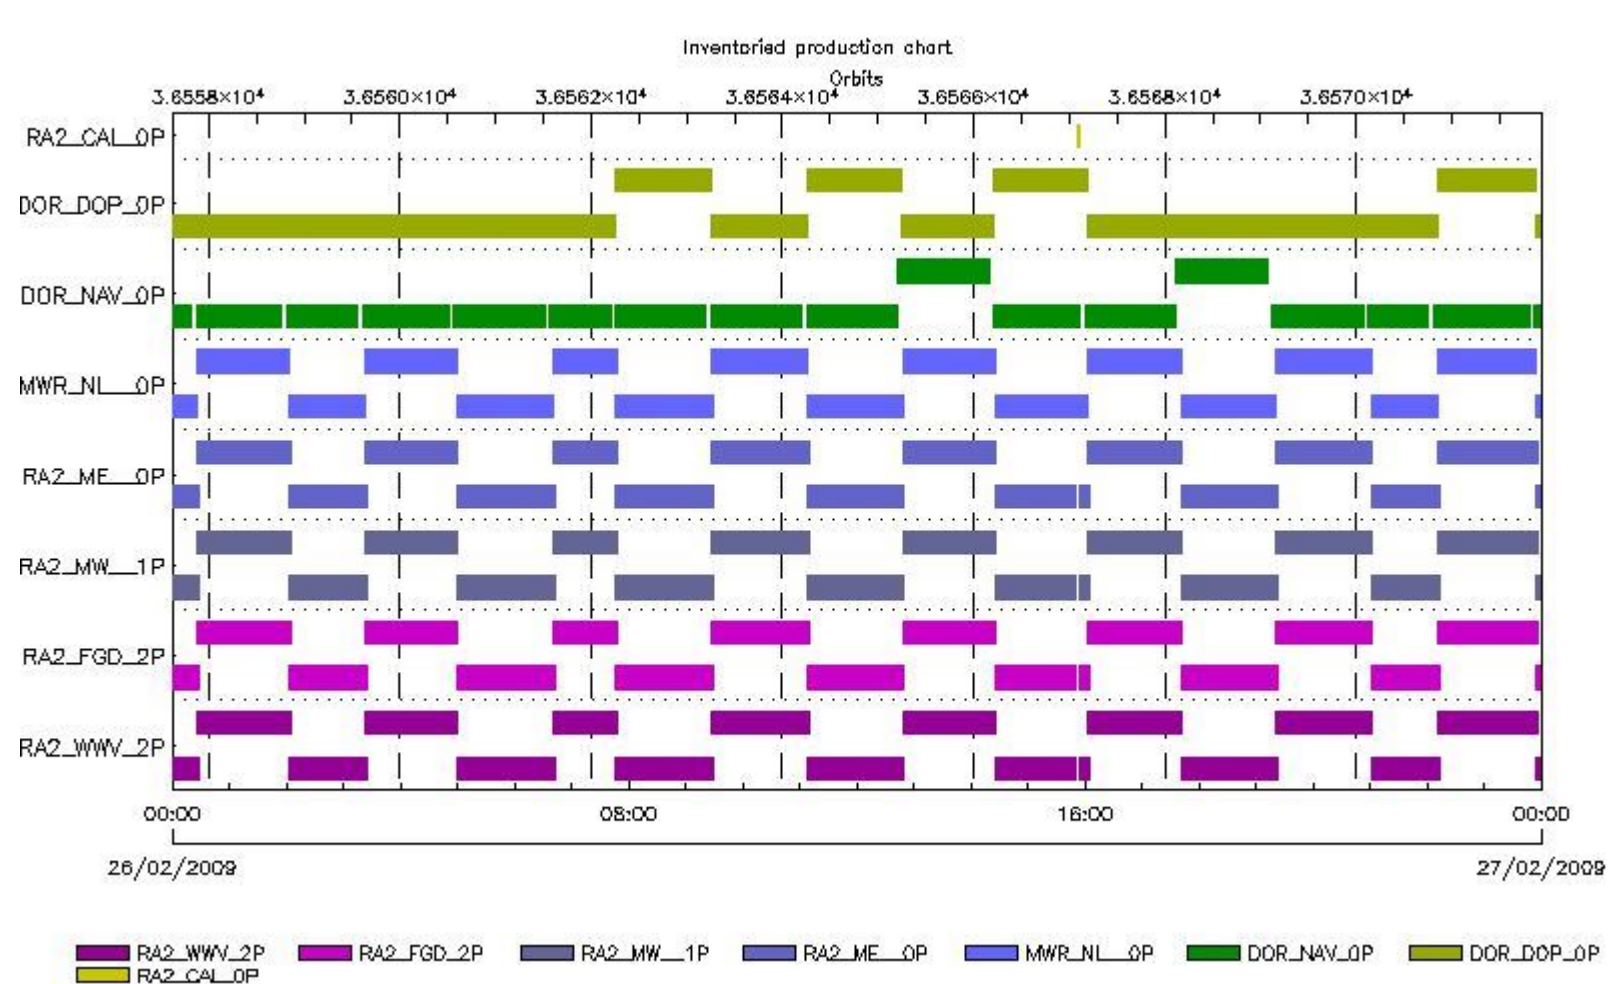 Inventoried production chart
Orbits
3.6558×10⁴ 3.6560×10⁴ 3.6562×10⁴ 3.6564×10⁴ 3.6566×10⁴ 3.6568×10⁴ 3.6570×10⁴
RA2_CAL_0P
DOR_DOP_0P
DOR_NAV_0P
MWR_NL__0P
RA2_ME__0P
RA2_MW__1P
RA2_FGD_2P
RA2_WWV_2P
00:00 08:00 16:00 00:00
26/02/2009 27/02/2009
RA2_WWV_2P RA2_FGD_2P RA2_MW__1P RA2_ME__0P MWR_NL__0P DOR_NAV_0P DOR_DOP_0P
RA2_CAL_0P